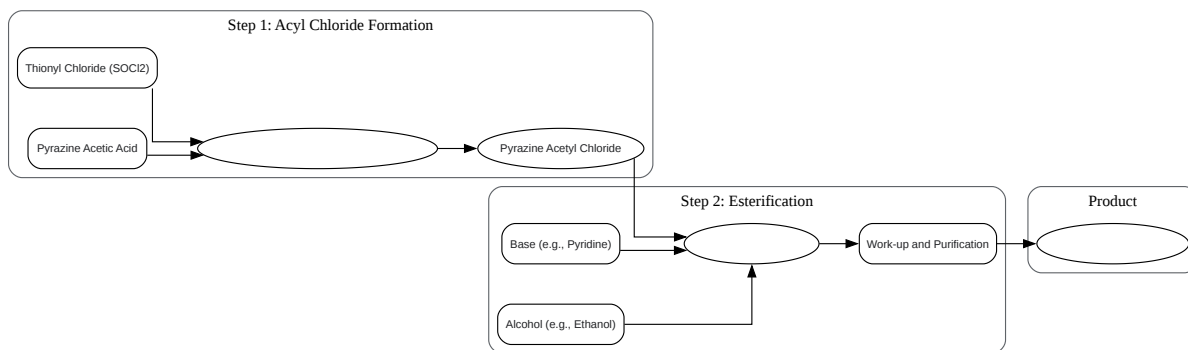 Step 1: Acyl Chloride Formation
Thionyl Chloride (SOCl2)
Pyrazine Acetic Acid
Pyrazine Acetyl Chloride
Step 2: Esterification
Product
Base (e.g., Pyridine)
Work-up and Purification
Alcohol (e.g., Ethanol)